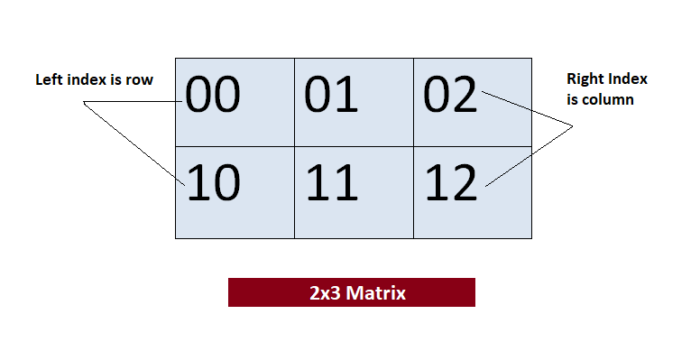 Left index is row
00 01 02
Right Index
is column
10 11 12
2x3 Matrix